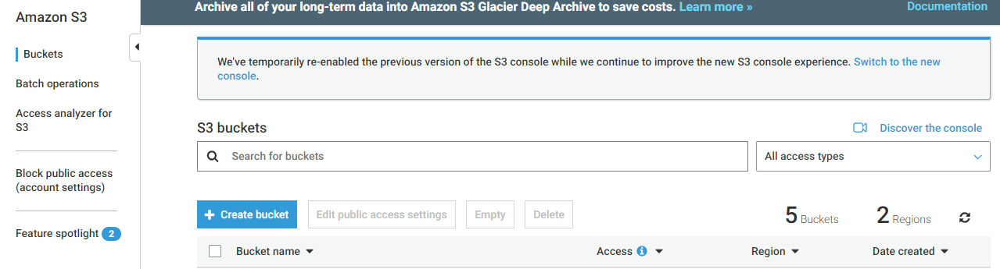 Amazon S3
Buckets
Batch operations
Access analyzer for
S3
Block public access
(account settings)
Feature spotlight 2
Archive all of your long-term data into Amazon S3 Glacier Deep Archive to save costs. Learn more »
Documentation
We've temporarily re-enabled the previous version of the S3 console while we continue to improve the new S3 console experience. Switch to the new
console.
S3 buckets
Discover the console
Search for buckets
All access types
+ Create bucket
Edit public access settings
Empty
Delete
5 Buckets
2 Regions
Bucket name
Access
Region
Date created